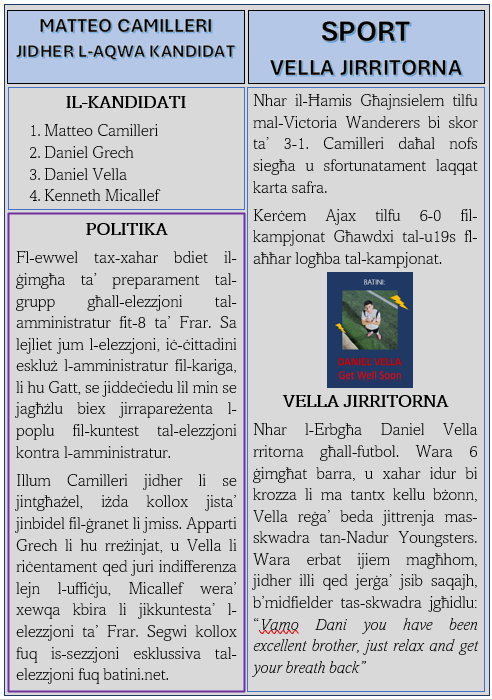 MATTEO CAMILLERI
JIDHER L-AQWA KANDIDAT
IL-KANDIDATI
1. Matteo Camilleri
2. Daniel Grech
3. Daniel Vella
4. Kenneth Micallef
POLITIKA
Fl-ewwel tax-xahar bdiet il-
ġimgħa ta’ preparament tal-
grupp għall-elezzjoni tal-
amministratur fit-8 ta’ Frar. Sa
lejliet jum l-elezzjoni, iċ-ċittadini
eskluż l-amministratur fil-kariga,
li hu Gatt, se jiddeċiedu lil min se
jagħżlu biex jirrapareżenta l-
poplu fil-kuntest tal-elezzjoni
kontra l-amministratur.
Illum Camilleri jidher li se
jintgħażel, iżda kollox jista’
jinbidel fil-ġranet li jmiss. Apparti
Grech li hu rreżinjat, u Vella li
riċentament qed juri indifferenza
lejn l-uffiċju, Micallef wera’
xewqa kbira li jikkuntesta’ l-
elezzjoni ta’ Frar. Segwi kollox
fuq is-sezzjoni esklussiva tal-
elezzjoni fuq batini.net.
SPORT
VELLA JIRRITORNA
Nhar il-Ħamis Għajnsielem tilfu
mal-Victoria Wanderers bi skor
ta’ 3-1. Camilleri daħal nofs
siegħa u sfortunatament laqqat
karta safra.
Kerċem Ajax tilfu 6-0 fil-
kampjonat Għawdxi tal-u19s fl-
aħħar logħba tal-kampjonat.
BATINI:
DANIEL VELLA
Get Well Soon
VELLA JIRRITORNA
Nhar l-Erbgħa Daniel Vella
rritorna għall-futbol. Wara 6
ġimgħat barra, u xahar idur bi
krozza li ma tantx kellu bżonn,
Vella reġa’ beda jittrenja mas-
skwadra tan-Nadur Youngsters.
Wara erbat ijiem magħhom,
jidher illi qed jerġa’ jsib saqajh,
b’midfielder tas-skwadra jgħidlu:
“Vamo Dani you have been
excellent brother, just relax and get
your breath back”